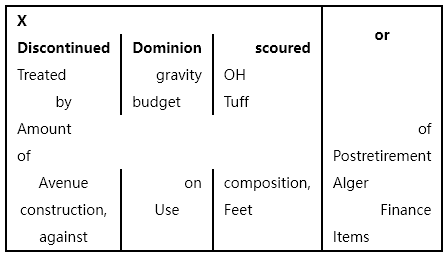 X
or
Discontinued
Dominion
scoured
Treated
by
gravity
budget
OH
Tuff
Amount
of
of
Postretirement
Alger
Finance
Items
Avenue
construction,
against
on
Use
composition,
Feet